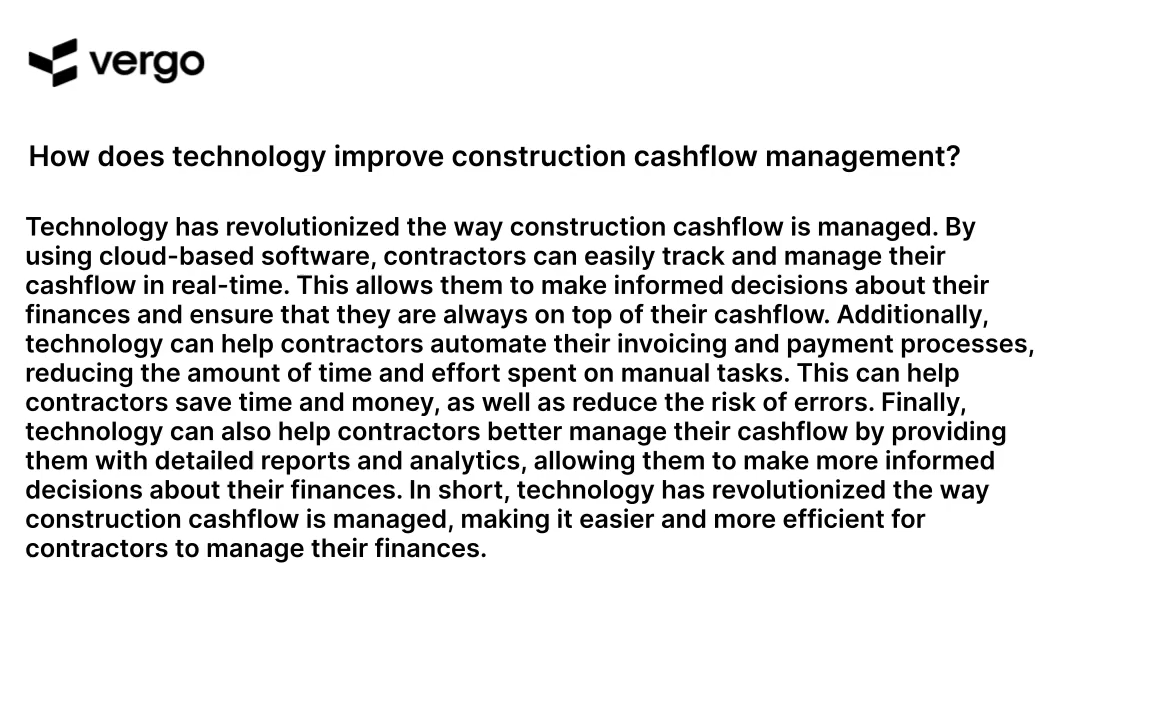 vergo
How does technology improve construction cashflow management?
Technology has revolutionized the way construction cashflow is managed. By
using cloud-based software, contractors can easily track and manage their
cashflow in real-time. This allows them to make informed decisions about their
finances and ensure that they are always on top of their cashflow. Additionally,
technology can help contractors automate their invoicing and payment processes,
reducing the amount of time and effort spent on manual tasks. This can help
contractors save time and money, as well as reduce the risk of errors. Finally,
technology can also help contractors better manage their cashflow by providing
them with detailed reports and analytics, allowing them to make more informed
decisions about their finances. In short, technology has revolutionized the way
construction cashflow is managed, making it easier and more efficient for
contractors to manage their finances.